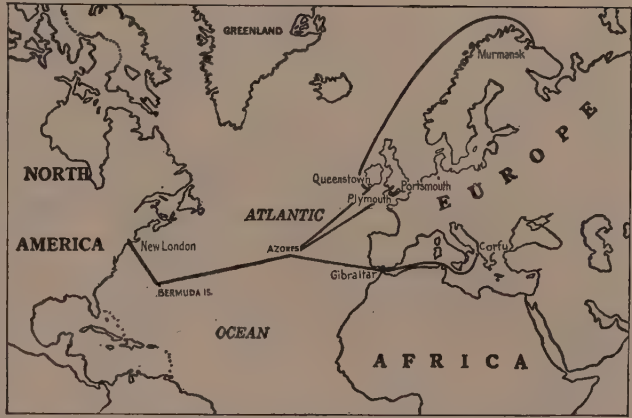 GREENLAND
Murmansk
EUROPE
NORTH
Queenstown
Portsmouth
Plymouth
ATLANTIC
AMERICA
New London
AZORES
Corfu
Gibraltar
BERMUDA IS.
OCEAN
AFRICA